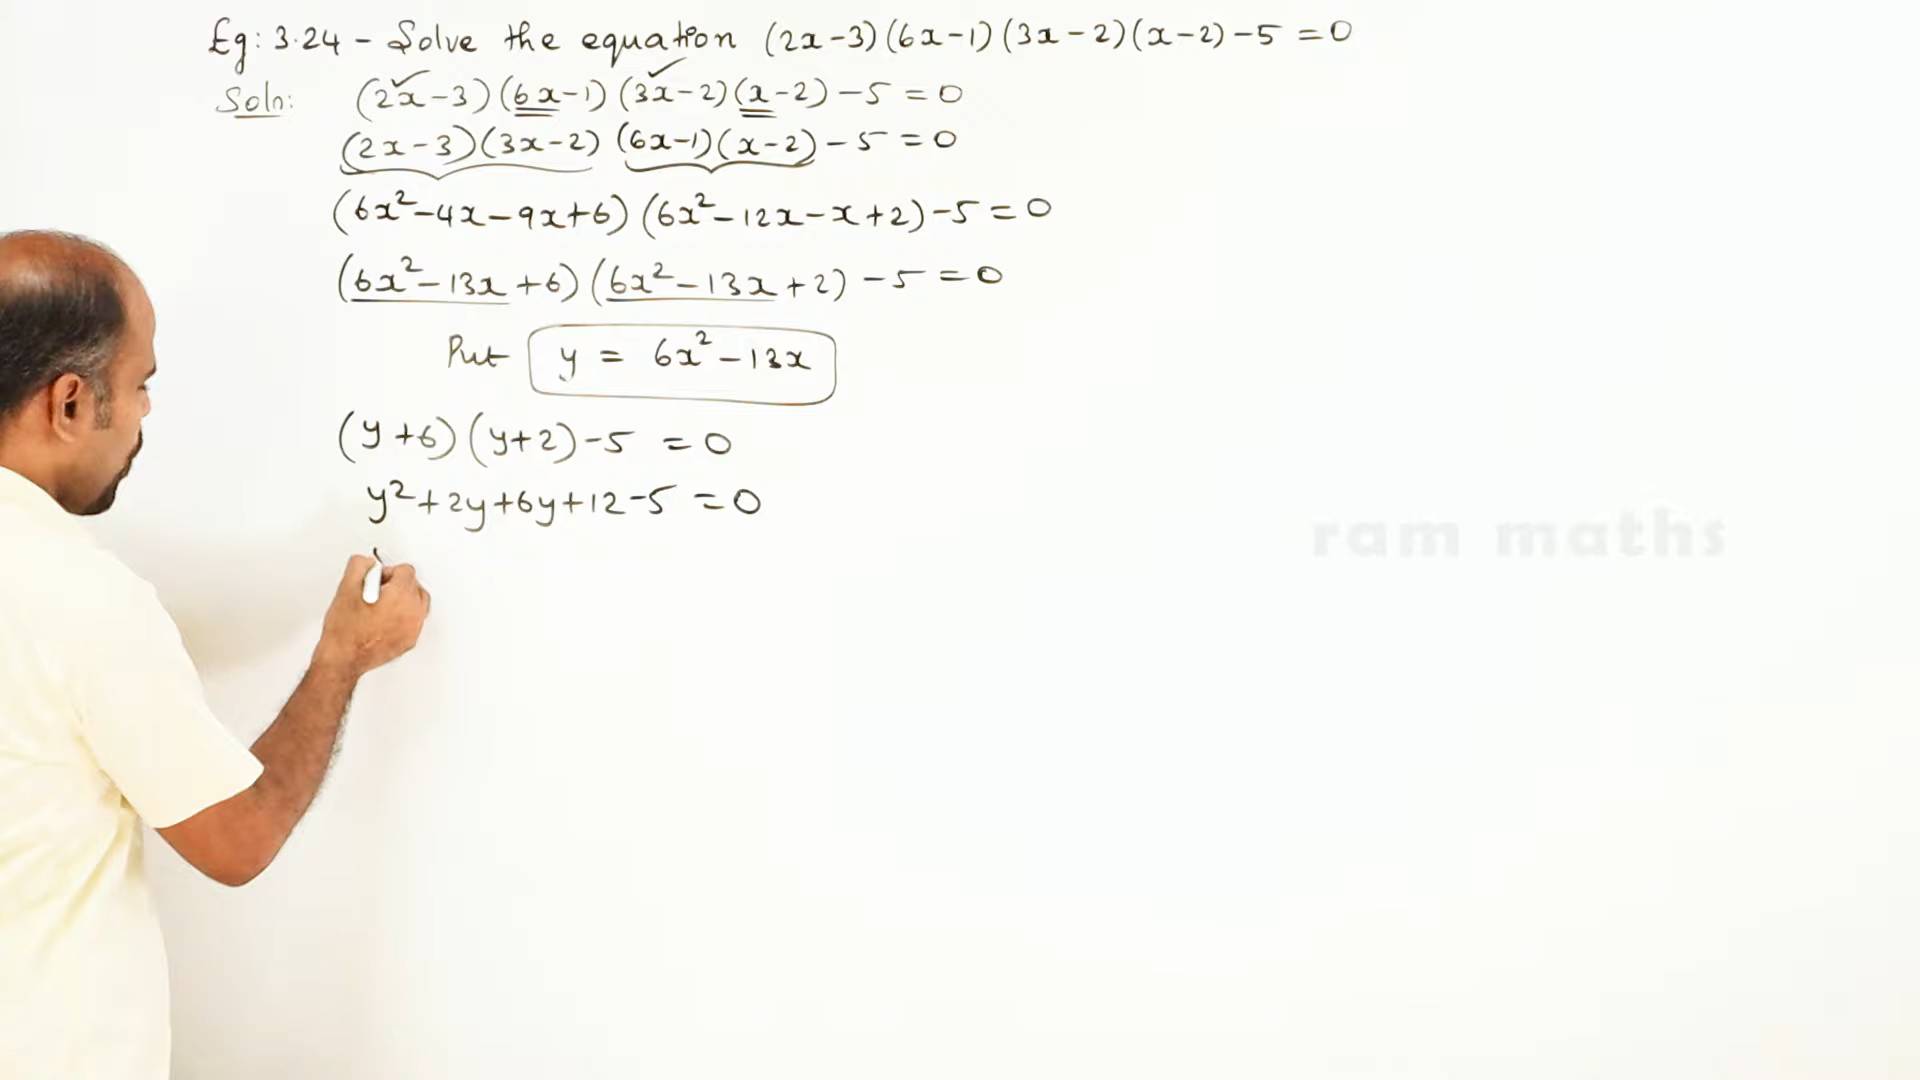 Eg: 3.24 - Solve the equation (2x-3)(6x-1)(3x-2)(x-2)-5=0
Soln: (2x-3)(6x-1)(3x-2)(x-2)-5=0
(2x-3)(3x-2)(6x-1)(x-2)-5=0
(6x²-4x-9x+6)(6x²-12x-x+2)-5=0
(6x²-13x+6)(6x²-13x+2)-5=0
Put y = 6x²-13x
(y+6)(y+2)-5 =0
y²+2y+6y+12-5 =0
ram maths